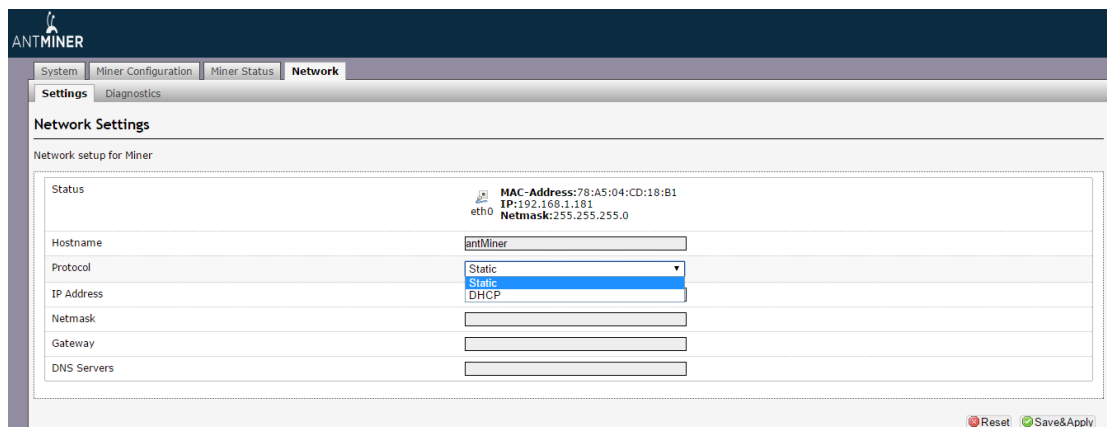 ANTMINER
System Miner Configuration Miner Status Network
Settings Diagnostics
Network Settings
Network setup for Miner
Status
MAC-Address:78:A5:04:CD:18:B1
IP:192.168.1.181
eth0 Netmask:255.255.255.0
Hostname antMiner
Protocol Static
Static
IP Address DHCP
Netmask
Gateway
DNS Servers
Reset Save&Apply